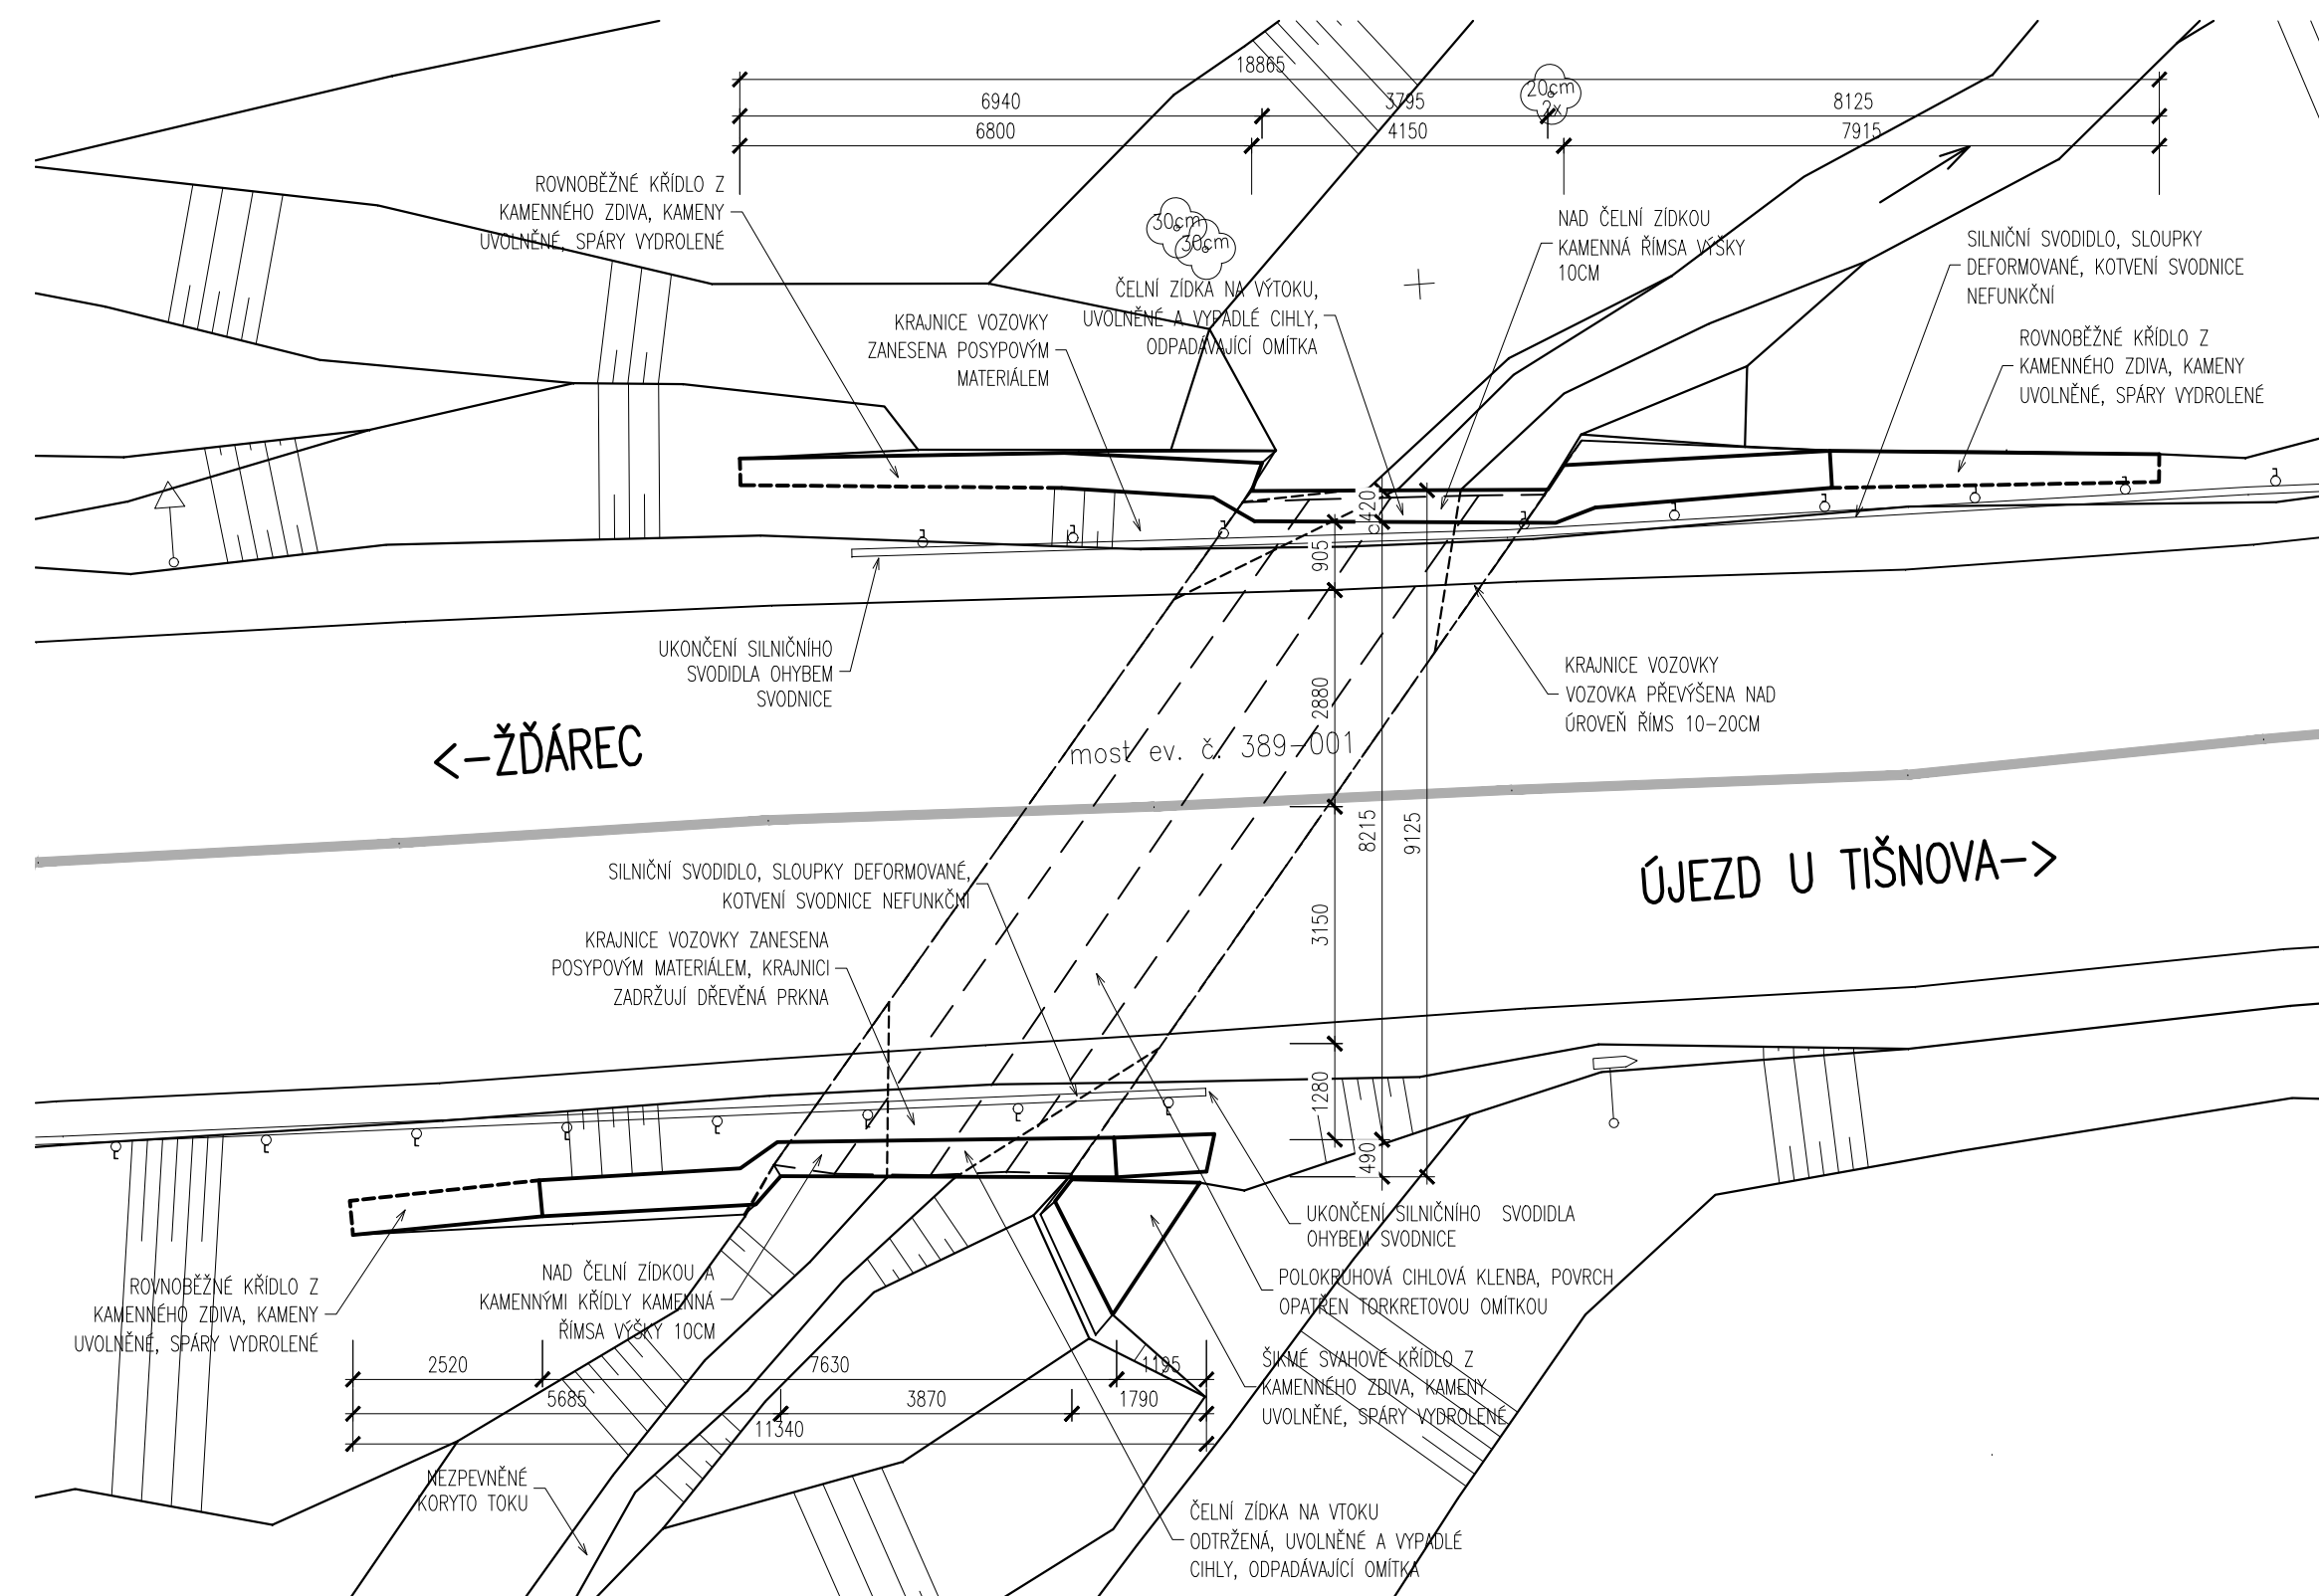 18865
6940
3795
8125
6800
4150
7915
20cm
2x
ROVNOBĚŽNÉ KŘÍDLO Z
KAMENNÉHO ZDIVA, KAMENY
UVOLNĚNÉ, SPÁRY VYDROLENÉ
30cm
30cm
NAD ČELNÍ ZÍDKOU
KAMENNÁ ŘÍMSA VÝŠKY
10CM
SILNIČNÍ SVODIDLO, SLOUPKY
DEFORMOVANÉ, KOTVENÍ SVODNICE
NEFUNKČNÍ
ČELNÍ ZÍDKA NA VÝTOKU,
UVOLNĚNÉ A VYPADLÉ CIHLY,
ODPADÁVAJÍCÍ OMÍTKA
KRAJNICE VOZOVKY
ZANESENA POSYPOVÝM
MATERIÁLEM
ROVNOBĚŽNÉ KŘÍDLO Z
KAMENNÉHO ZDIVA, KAMENY
UVOLNĚNÉ, SPÁRY VYDROLENÉ
420
905
UKONČENÍ SILNIČNÍHO
SVODIDLA OHYBEM
SVODNICE
KRAJNICE VOZOVKY
VOZOVKA PŘEVÝŠENA NAD
ÚROVEŇ ŘÍMS 10-20CM
2880
<-ŽĎÁREC
most ev. č. 389-001
8215
9125
ÚJEZD U TIŠNOVA->
SILNIČNÍ SVODIDLO, SLOUPKY DEFORMOVANÉ,
KOTVENÍ SVODNICE NEFUNKČNÍ
3150
KRAJNICE VOZOVKY ZANESENA
POSYPOVÝM MATERIÁLEM, KRAJNICI
ZADRŽUJÍ DŘEVĚNÁ PRKNA
1280
490
UKONČENÍ SILNIČNÍHO SVODIDLA
OHYBEM SVODNICE
ROVNOBĚŽNÉ KŘÍDLO Z
KAMENNÉHO ZDIVA, KAMENY
UVOLNĚNÉ, SPÁRY VYDROLENÉ
NAD ČELNÍ ZÍDKOU A
KAMENNÝMI KŘÍDLY KAMENNÁ
ŘÍMSA VÝŠKY 10CM
POLOKRUHOVÁ CIHLOVÁ KLENBA, POVRCH
OPATŘEN TORKRETOVOU OMÍTKOU
2520
7630
1195
5685
3870
1790
11340
ŠIKMÉ SVAHOVÉ KŘÍDLO Z
KAMENNÉHO ZDIVA, KAMENY
UVOLNĚNÉ, SPÁRY VYDROLENÉ
NEZPEVNĚNÉ
KORYTO TOKU
ČELNÍ ZÍDKA NA VTOKU
ODTRŽENÁ, UVOLNĚNÉ A VYPADLÉ
CIHLY, ODPADÁVAJÍCÍ OMÍTKA